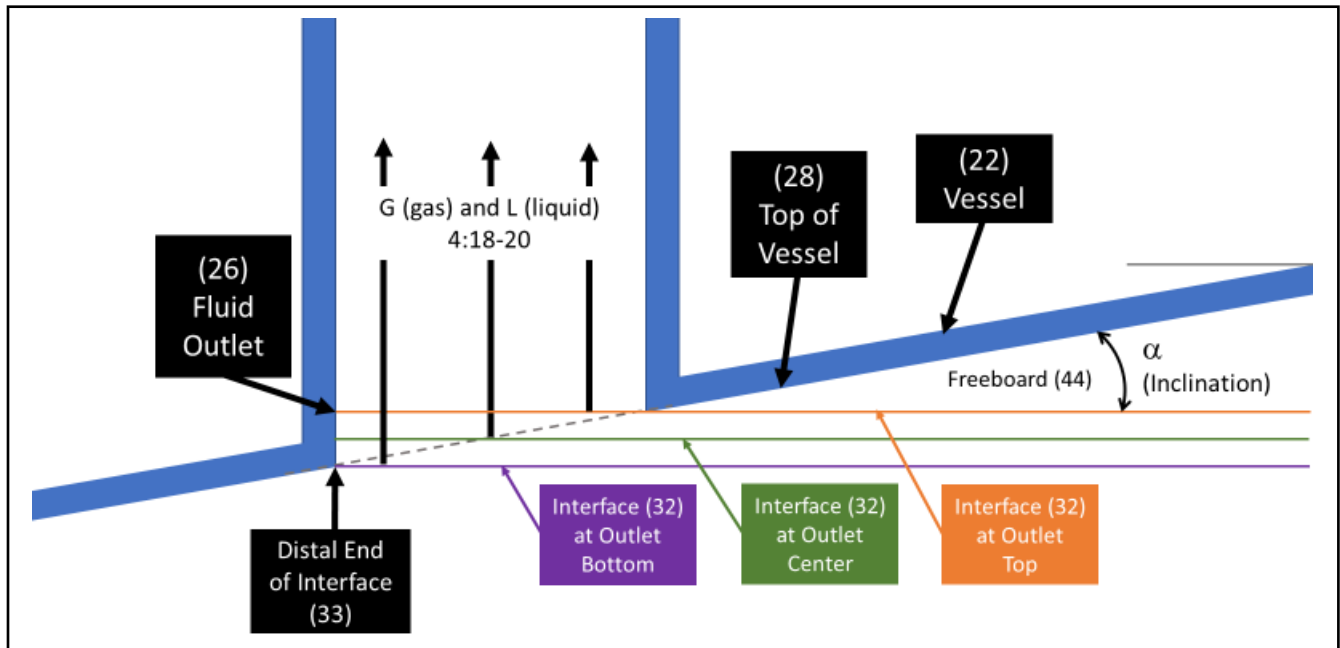 (22)
Vessel
(28)
Top of
Vessel
G (gas) and L (liquid)
4:18-20
(26)
Fluid
Outlet
α
(Inclination)
Freeboard (44)
Interface (32)
at Outlet
Bottom
Interface (32)
at Outlet
Center
Interface (32)
at Outlet
Top
Distal End
of Interface
(33)